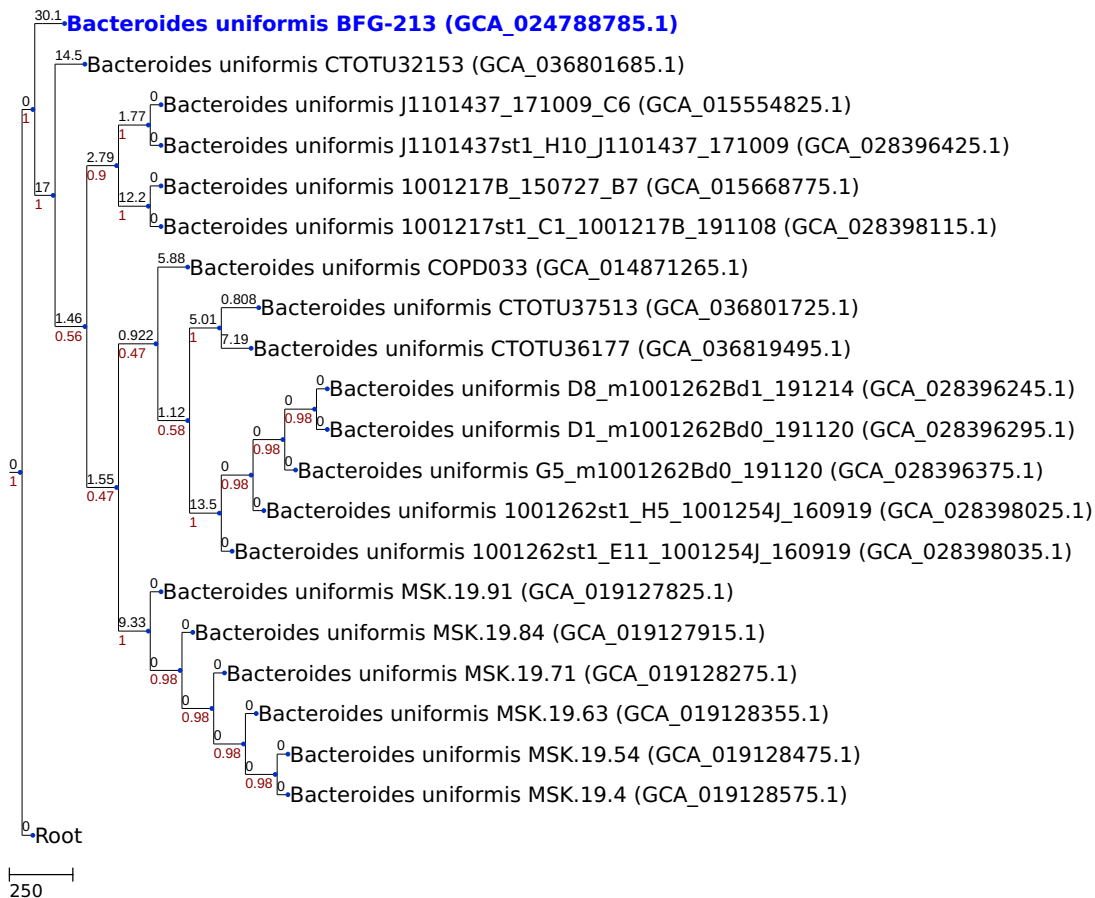 30.1 Bacteroides uniformis BFG-213 (GCA_024788785.1)
14.5 Bacteroides uniformis CTOTU32153 (GCA_036801685.1)
0 Bacteroides uniformis J1101437_171009_C6 (GCA_015554825.1)
0
1
1.77
1
0 Bacteroides uniformis J1101437st1_H10_J1101437_171009 (GCA_028396425.1)
2.79
0.9
0 Bacteroides uniformis 1001217B_150727_B7 (GCA_015668775.1)
17
1
12.2
1
0 Bacteroides uniformis 1001217st1_C1_1001217B_191108 (GCA_028398115.1)
5.88 Bacteroides uniformis COPD033 (GCA_014871265.1)
0.808 Bacteroides uniformis CTOTU37513 (GCA_036801725.1)
1.46
0.56
5.01
1
0.922
0.47
7.19 Bacteroides uniformis CTOTU36177 (GCA_036819495.1)
0 Bacteroides uniformis D8_m1001262Bd1_191214 (GCA_028396245.1)
0
0.98
1.12
0.58
0 Bacteroides uniformis D1_m1001262Bd0_191120 (GCA_028396295.1)
0
0.98
0 Bacteroides uniformis G5_m1001262Bd0_191120 (GCA_028396375.1)
0
1
1.55
0.47
0
0.98
0 Bacteroides uniformis 1001262st1_H5_1001254J_160919 (GCA_028398025.1)
13.5
1
0 Bacteroides uniformis 1001262st1_E11_1001254J_160919 (GCA_028398035.1)
0 Bacteroides uniformis MSK.19.91 (GCA_019127825.1)
9.33
1
0 Bacteroides uniformis MSK.19.84 (GCA_019127915.1)
0
0.98
0 Bacteroides uniformis MSK.19.71 (GCA_019128275.1)
0
0.98
0 Bacteroides uniformis MSK.19.63 (GCA_019128355.1)
0
0.98
0 Bacteroides uniformis MSK.19.54 (GCA_019128475.1)
0
0.98
0 Bacteroides uniformis MSK.19.4 (GCA_019128575.1)
0 Root
250